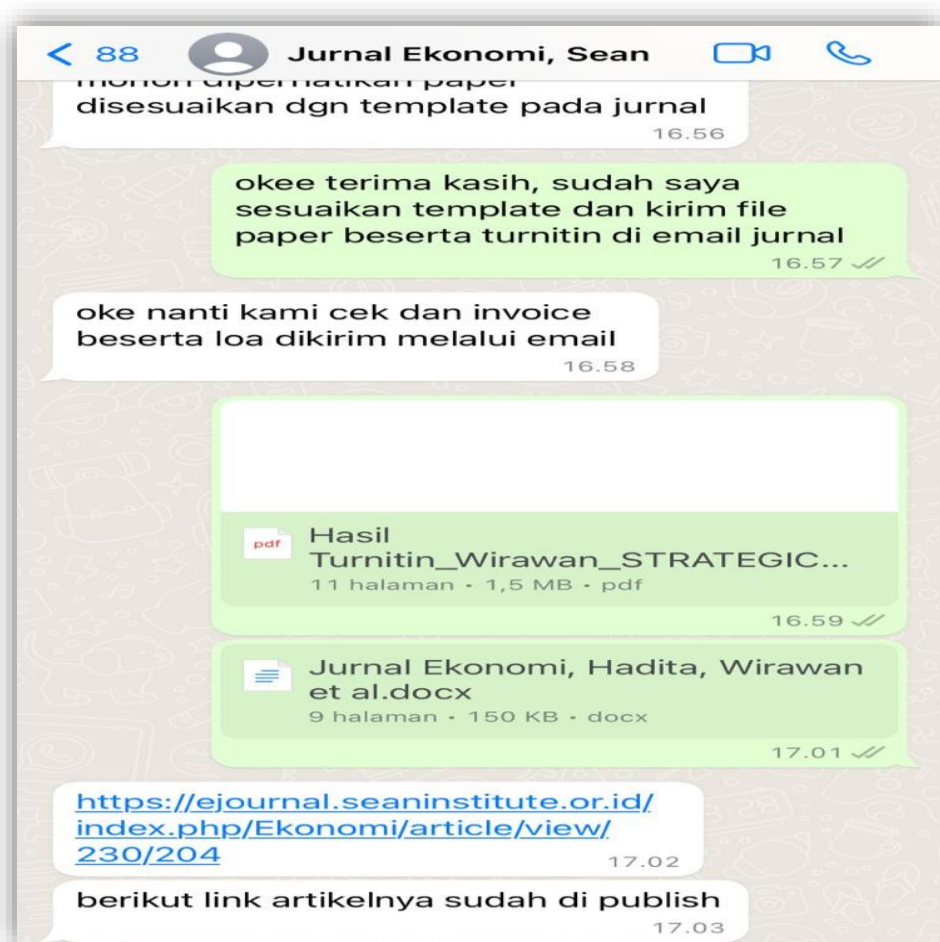 88 Jurnal Ekonomi, Sean
mohon diperhatikan paper
disesuaikan dgn template pada jurnal
16.56
okee terima kasih, sudah saya
sesuaikan template dan kirim file
paper beserta turnitin di email jurnal
16.57
oke nanti kami cek dan invoice
beserta loa dikirim melalui email
16.58
pdf
Hasil
Turnitin_Wirawan_STRATEGIC...
11 halaman • 1,5 MB • pdf
16.59
Jurnal Ekonomi, Hadita, Wirawan
et al.docx
9 halaman • 150 KB • docx
17.01
https://ejournal.seaninstitute.or.id/
index.php/Ekonomi/article/view/
230/204
17.02
berikut link artikelnya sudah di publish
17.03